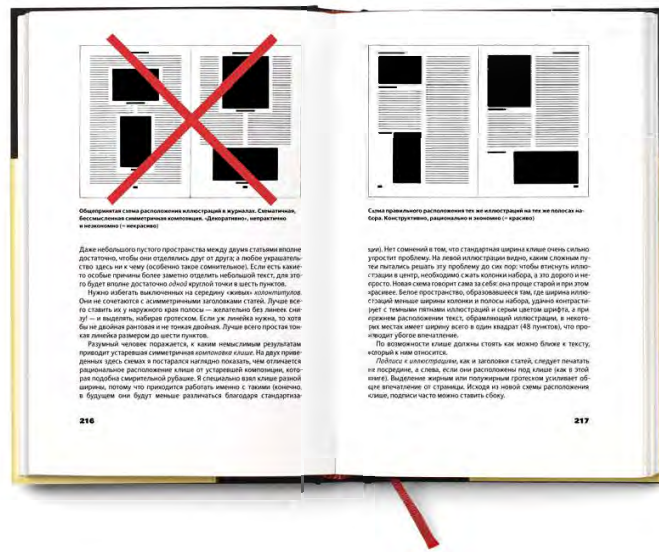 Общепринятая схема расположения иллюстраций в журналах. Схематичная,
бессмысленная симметричная композиция. «Декоративно», непрактично
и неэкономно (= некрасиво)
Даже небольшого пустого пространства между двумя статьями вполне
достаточно, чтобы они отделялись друг от друга; а любое украшатель-
ство здесь ни к чему (особенно такое сомнительное). Если есть какие-
то особые причины более заметно отделить небольшой текст, для это-
го будет вполне достаточно одной круглой точки в шесть пунктов.
Нужно избегать выключенных на середину «живых» колонтитулов.
Они не сочетаются с асимметричными заголовками статей. Лучше все-
го ставить их у наружного края полосы — желательно без линеек сни-
зу! — и выделять, набирая гротеском. Если уж линейка нужна, то хотя
бы не двойная рантовая и не тонкая двойная. Лучше всего простая тон-
кая линейка размером до шести пунктов.
Разумный человек поражается, к каким немыслимым результатам
приводит устаревшая симметричная компоновка клише. На двух приве-
денных здесь схемах я постарался наглядно показать, чем отличается
рациональное расположение клише от устаревшей композиции, кото-
рая подобна смирительной рубашке. Я специально взял клише разной
ширины, потому что приходится работать именно с такими (конечно,
в будущем они будут меньше различаться благодаря стандартиза-
216
Схема правильного расположения тех же иллюстраций на тех же полосах на-
бора. Конструктивно, рационально и экономно (= красиво)
ции). Нет сомнений в том, что стандартная ширина клише очень сильно
упростит проблему. На левой иллюстрации видно, каким сложным пу-
тем пытались решать эту проблему до сих пор: чтобы втиснуть иллю-
страции в центр, необходимо сжать колонки набора, а это дорого и не-
просто. Новая схема говорит сама за себя: она проще старой и при этом
красивее. Белое пространство, образовавшееся там, где ширина иллю-
страций меньше ширины колонки и полосы набора, удачно контрасти-
рует с темными пятнами иллюстраций и серым цветом шрифта, а при
прежнем расположении текст, обрамляющий иллюстрации, в некото-
рых местах имеет ширину всего в один квадрат (48 пунктов), что про-
изводит убогое впечатление.
По возможности клише должны стоять как можно ближе к тексту,
который к ним относится.
Подписи к иллюстрациям, как и заголовки статей, следует печатать
не посредине, а слева, если они расположены под клише (как в этой
книге). Выделение жирным или полужирным гротеском усиливает об-
щее впечатление от страницы. Исходя из новой схемы расположения
клише, подписи часто можно ставить сбоку.
217